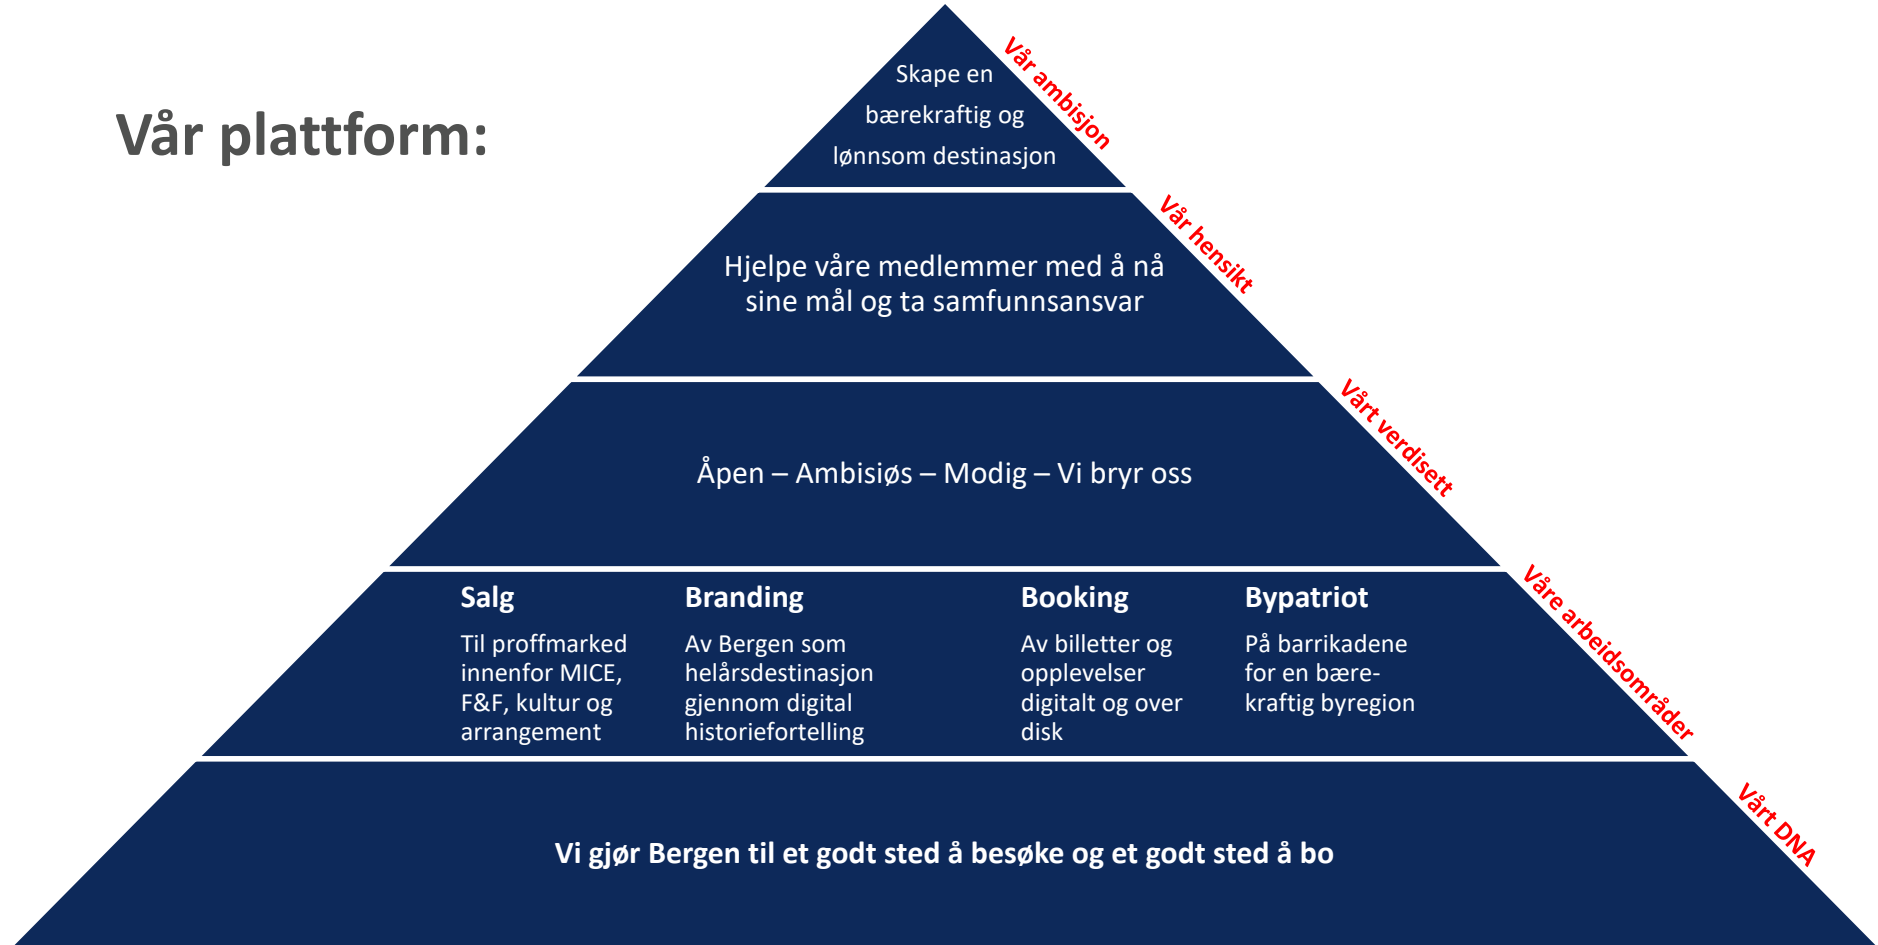 Vår plattform:
Skape en
bærekraftig og
lønnsom destinasjon
Vår ambisjon
Hjelpe våre medlemmer med å nå
sine mål og ta samfunnsansvar
Vår hensikt
Åpen – Ambisiøs – Modig – Vi bryr oss
Vårt verdisett
Salg
Til proffmarked
innenfor MICE,
F&F, kultur og
arrangement
Branding
Av Bergen som
helårsdestinasjon
gjennom digital
historiefortelling
Booking
Av billetter og
opplevelser
digitalt og over
disk
Bypatriot
På barrikadene
for en bære-
kraftig byregion
Våre arbeidsområder
Vi gjør Bergen til et godt sted å besøke og et godt sted å bo
Vårt DNA